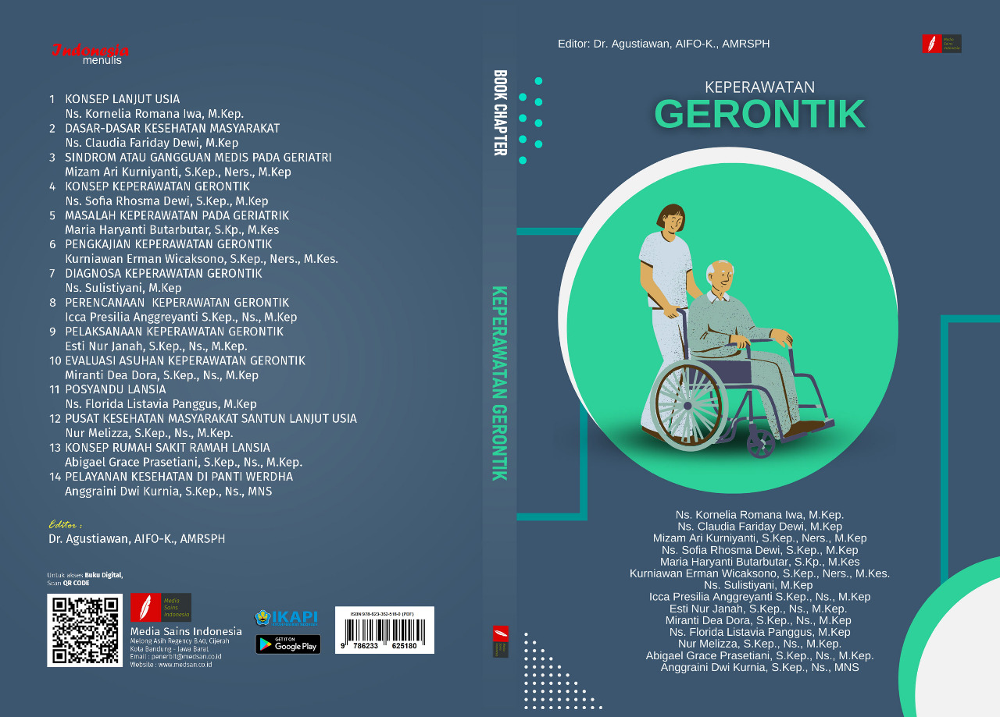 Indonesia
menulis
1 KONSEP LANJUT USIA
Ns. Kornelia Romana Iwa, M.Kep.
2 DASAR-DASAR KESEHATAN MASYARAKAT
Ns. Claudia Fariday Dewi, M.Kep
3 SINDROM ATAU GANGGUAN MEDIS PADA GERIATRI
Mizam Ari Kurniyanti, S.Kep., Ners., M.Kep
4 KONSEP KEPERAWATAN GERONTIK
Ns. Sofia Rhosma Dewi, S.Kep., M.Kep
5 MASALAH KEPERAWATAN PADA GERIATRIK
Maria Haryanti Butarbutar, S.Kp., M.Kes
6 PENGKAJIAN KEPERAWATAN GERONTIK
Kurniawan Erman Wicaksono, S.Kep., Ners., M.Kes.
7 DIAGNOSA KEPERAWATAN GERONTIK
Ns. Sulistiyani, M.Kep
8 PERENCANAAN KEPERAWATAN GERONTIK
Icca Presilia Anggreyanti S.Kep., Ns., M.Kep
9 PELAKSANAAN KEPERAWATAN GERONTIK
Esti Nur Janah, S.Kep., Ns., M.Kep.
10 EVALUASI ASUHAN KEPERAWATAN GERONTIK
Miranti Dea Dora, S.Kep., Ns., M.Kep
11 POSYANDU LANSIA
Ns. Florida Listavia Panggus, M.Kep
12 PUSAT KESEHATAN MASYARAKAT SANTUN LANJUT USIA
Nur Melizza, S.Kep., Ns., M.Kep.
13 KONSEP RUMAH SAKIT RAMAH LANSIA
Abigael Grace Prasetiani, S.Kep., Ns., M.Kep.
14 PELAYANAN KESEHATAN DI PANTI WERDHA
Anggraini Dwi Kurnia, S.Kep., Ns., MNS
Editor :
Dr. Agustiawan, AIFO-K., AMRSPH
Untuk akses Buku Digital,
Scan QR CODE
Media
Sains
Indonesia
Media Sains Indonesia
Melong Asih Regency B.40, Cijerah
Kota Bandung - Jawa Barat
Email : penerbit@medsan.co.id
Website : www.medsan.co.id
IKAPI
GET IT ON
Google Play
ISBN 978-623-362-518-0 (PDF)
9 786233 625180
BOOK CHAPTER
KEPERAWATAN GERONTIK
Editor: Dr. Agustiawan, AIFO-K., AMRSPH
Media
Sains
Indonesia
KEPERAWATAN
GERONTIK
Ns. Kornelia Romana Iwa, M.Kep.
Ns. Claudia Fariday Dewi, M.Kep
Mizam Ari Kurniyanti, S.Kep., Ners., M.Kep
Ns. Sofia Rhosma Dewi, S.Kep., M.Kep
Maria Haryanti Butarbutar, S.Kp., M.Kes
Kurniawan Erman Wicaksono, S.Kep., Ners., M.Kes.
Ns. Sulistiyani, M.Kep
Icca Presilia Anggreyanti S.Kep., Ns., M.Kep
Esti Nur Janah, S.Kep., Ns., M.Kep.
Miranti Dea Dora, S.Kep., Ns., M.Kep
Ns. Florida Listavia Panggus, M.Kep
Nur Melizza, S.Kep., Ns., M.Kep.
Abigael Grace Prasetiani, S.Kep., Ns., M.Kep.
Anggraini Dwi Kurnia, S.Kep., Ns., MNS